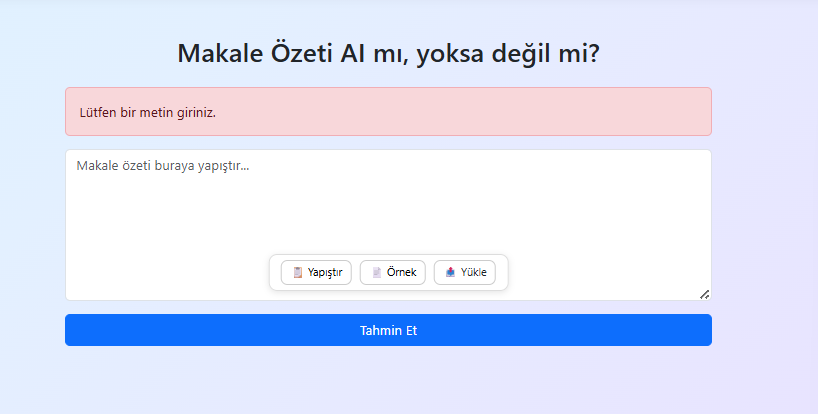 Makale Özeti AI mı, yoksa değil mi?
Lütfen bir metin giriniz.
Makale özeti buraya yapıştır...
Yapıştır Örnek Yükle
Tahmin Et